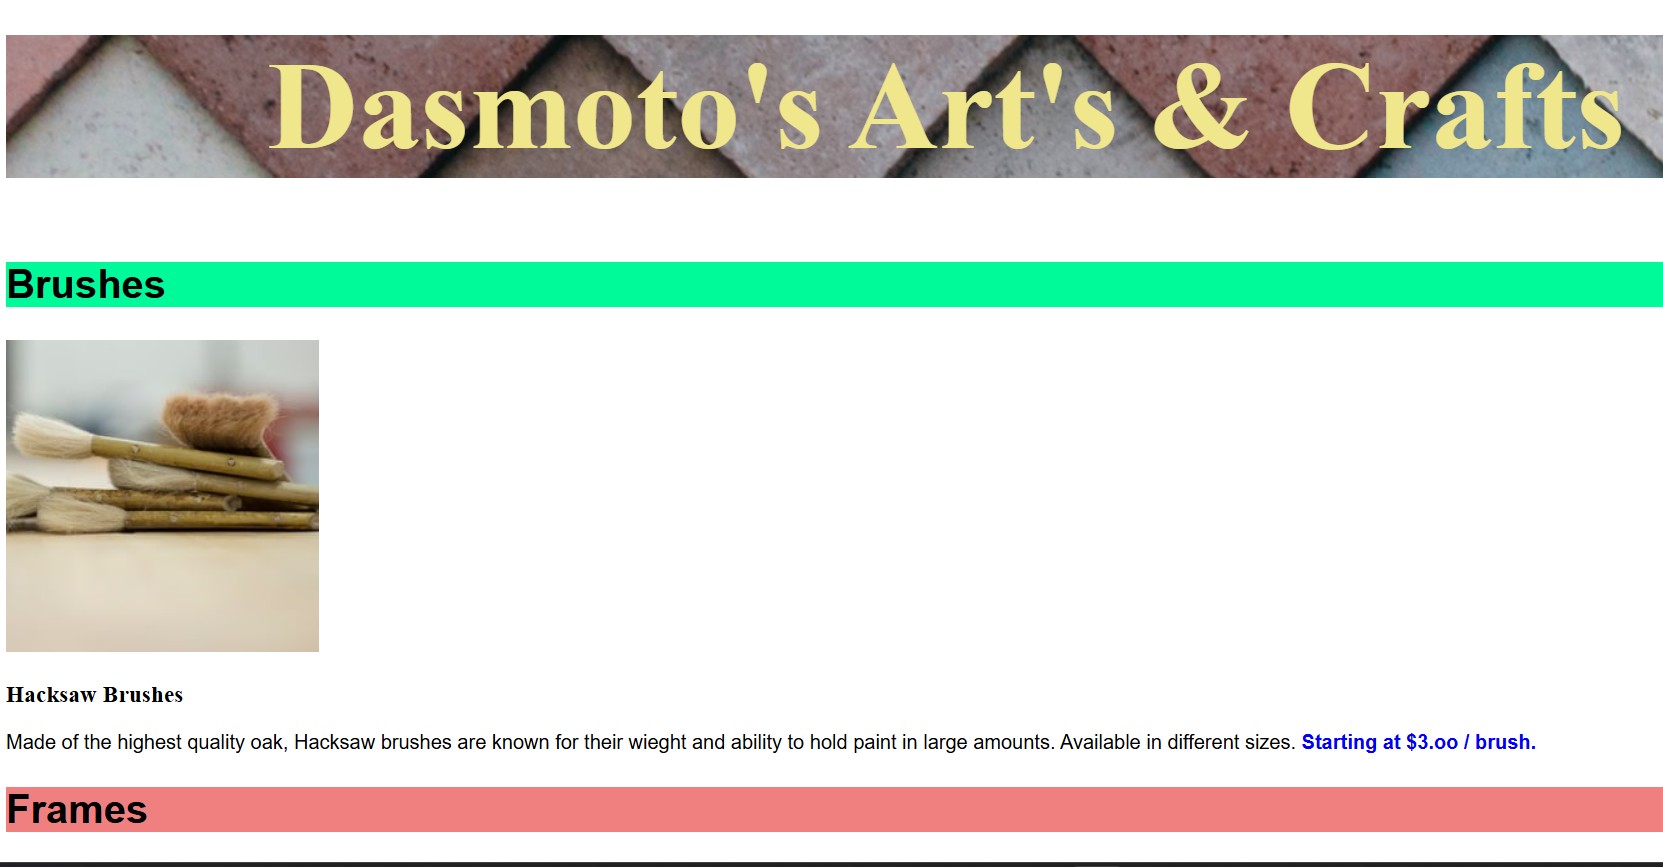 Dasmoto's Art's & Crafts
Brushes
Hacksaw Brushes
Made of the highest quality oak, Hacksaw brushes are known for their wieght and ability to hold paint in large amounts. Available in different sizes. Starting at $3.oo / brush.
Frames